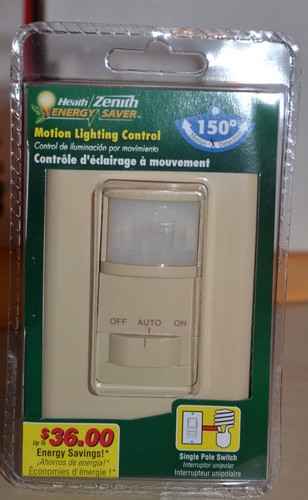 Heath Zenith
ENERGY SAVER™
Motion Lighting Control
Control de iluminación por movimiento
Contrôle d'éclairage à mouvement
150°
OFF AUTO ON
Up To $36.00
Energy Savings!*
¡Ahorros de energía!*
Économies d'énergie !*
Single Pole Switch
Interruptor unipolar
Interrupteur unipolaire